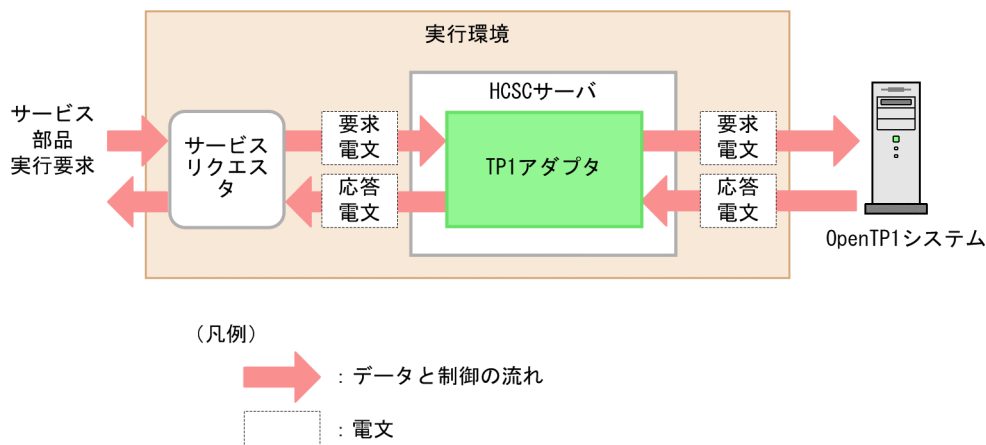 実行環境
HCSCサーバ
サービス
部品
実行要求
サービス
リクエス
タ
要求
電文
応答
電文
TP1アダプタ
要求
電文
応答
電文
OpenTP1システム
（凡例）
：データと制御の流れ
：電文